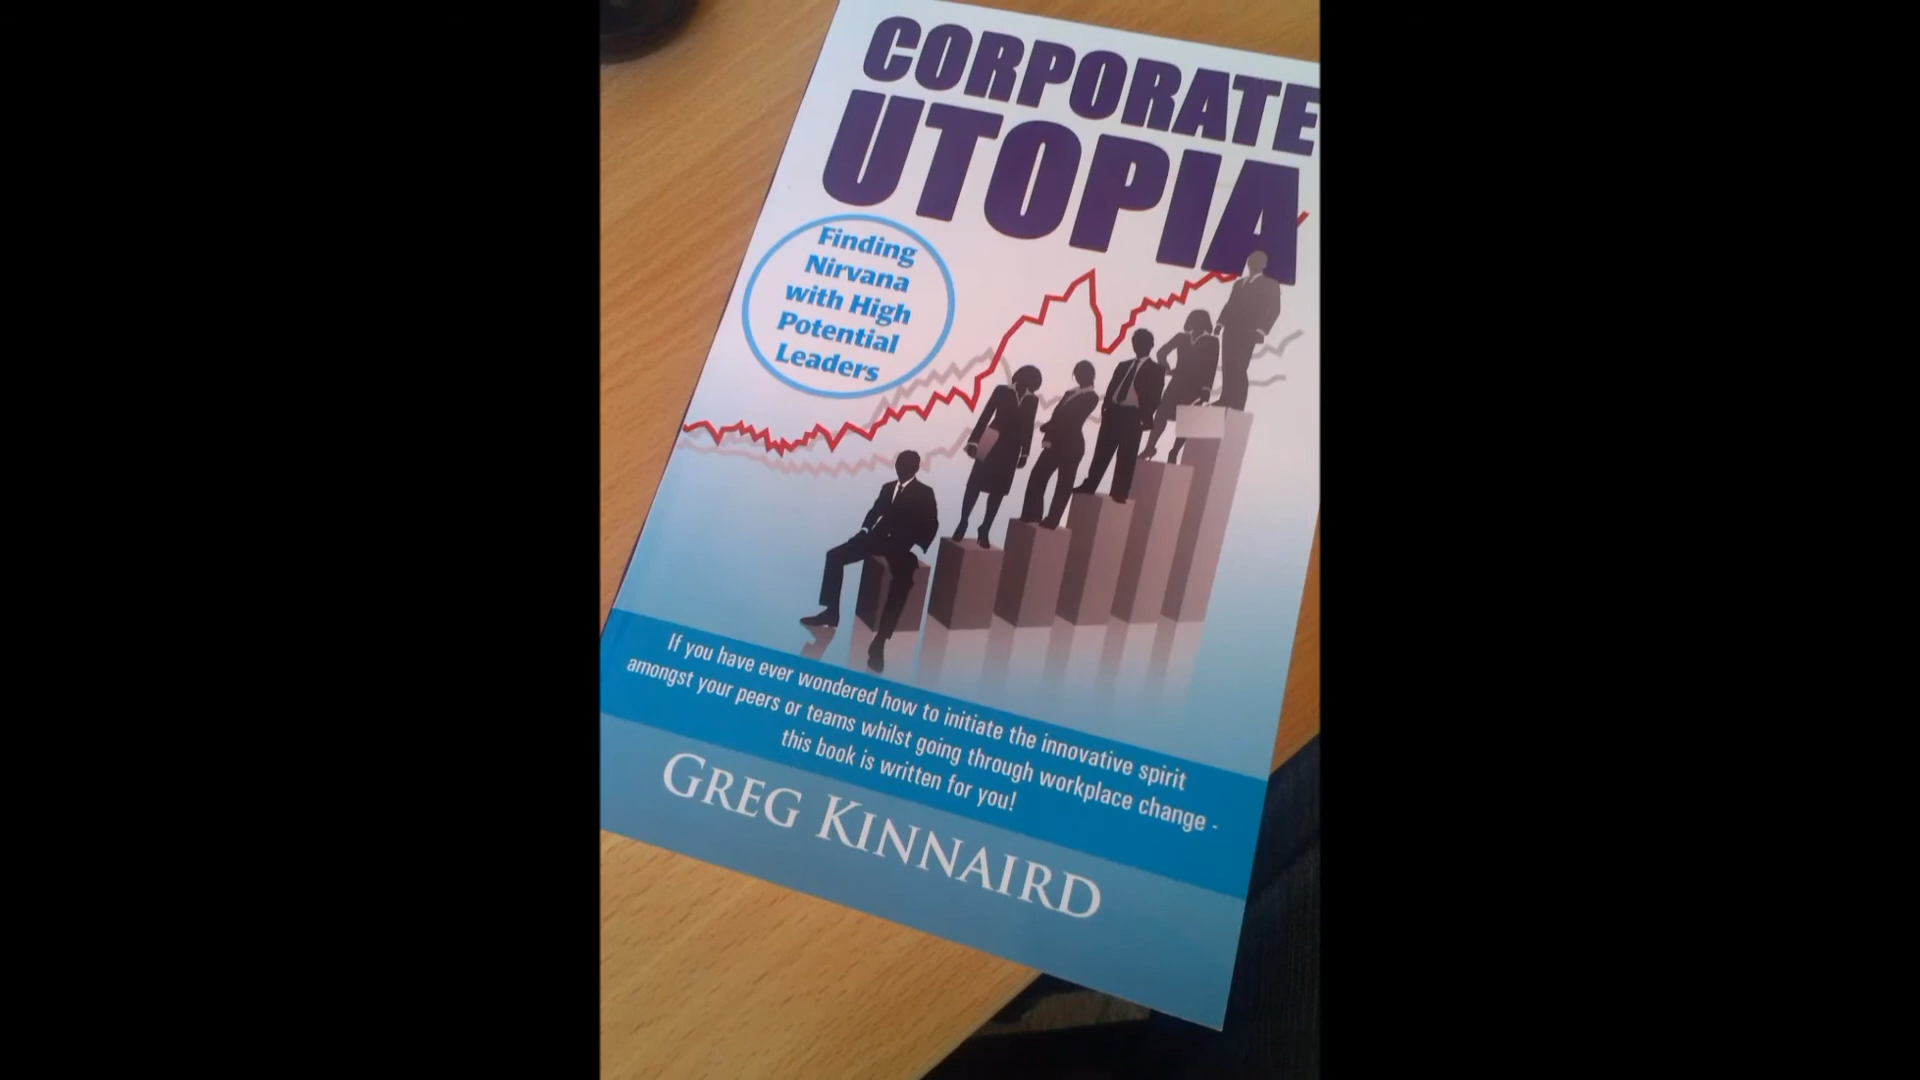 CORPORATE
UTOPIA
Finding
Nirvana
with High
Potential
Leaders
If you have ever wondered how to initiate the innovative spirit
amongst your peers or teams whilst going through workplace change -
this book is written for you!
GREG KINNAIRD